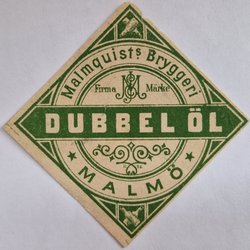 Malmquists Bryggeri
Firma Märke
DUBBEL ÖL
MALMÖ